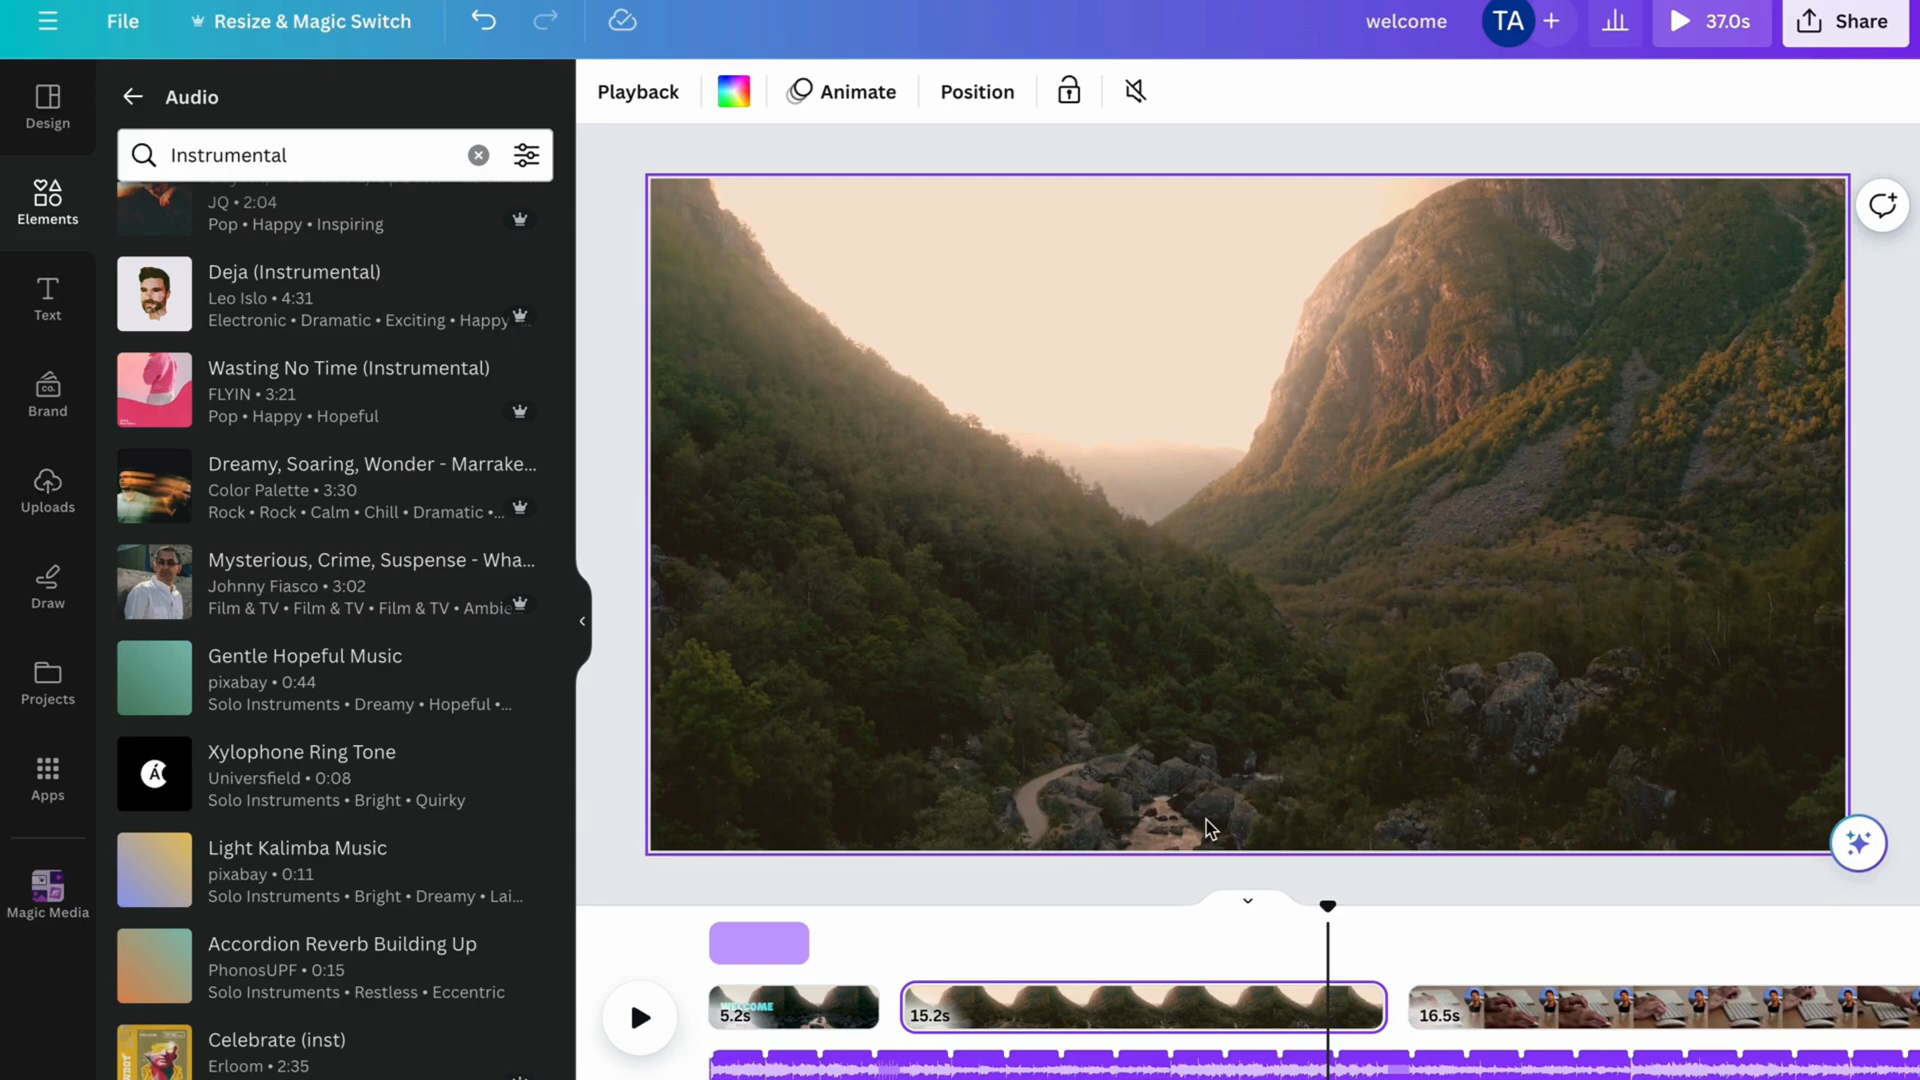 File
Resize & Magic Switch
welcome
TA
37.0s
Share
Design
Elements
Text
Brand
CO.
Uploads
Draw
Projects
Apps
Magic Media
Audio
Instrumental
JQ • 2:04
Pop • Happy • Inspiring
Deja (Instrumental)
Leo Islo • 4:31
Electronic • Dramatic • Exciting • Happy
Wasting No Time (Instrumental)
FLYIN • 3:21
Pop • Happy • Hopeful
Dreamy, Soaring, Wonder - Marrake...
Color Palette • 3:30
Rock • Rock • Calm • Chill • Dramatic •...
Mysterious, Crime, Suspense - Wha...
Johnny Fiasco • 3:02
Film & TV • Film & TV • Film & TV • Ambie
Gentle Hopeful Music
pixabay • 0:44
Solo Instruments • Dreamy • Hopeful •...
Xylophone Ring Tone
Universfield • 0:08
Solo Instruments • Bright • Quirky
Light Kalimba Music
pixabay • 0:11
Solo Instruments • Bright • Dreamy • Lai...
Accordion Reverb Building Up
PhonosUPF • 0:15
Solo Instruments • Restless • Eccentric
Celebrate (inst)
Erloom • 2:35
Playback
Animate
Position
WELCOME
5.2s
15.2s
16.5s